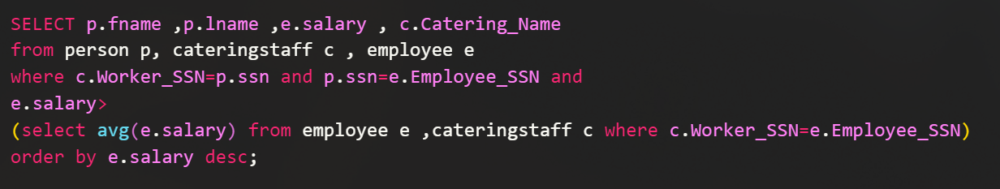 SELECT p.fname ,p.lname ,e.salary , c.Catering_Name
from person p, cateringstaff c , employee e
where c.Worker_SSN=p.ssn and p.ssn=e.Employee_SSN and
e.salary>
(select avg(e.salary) from employee e ,cateringstaff c where c.Worker_SSN=e.Employee_SSN)
order by e.salary desc;